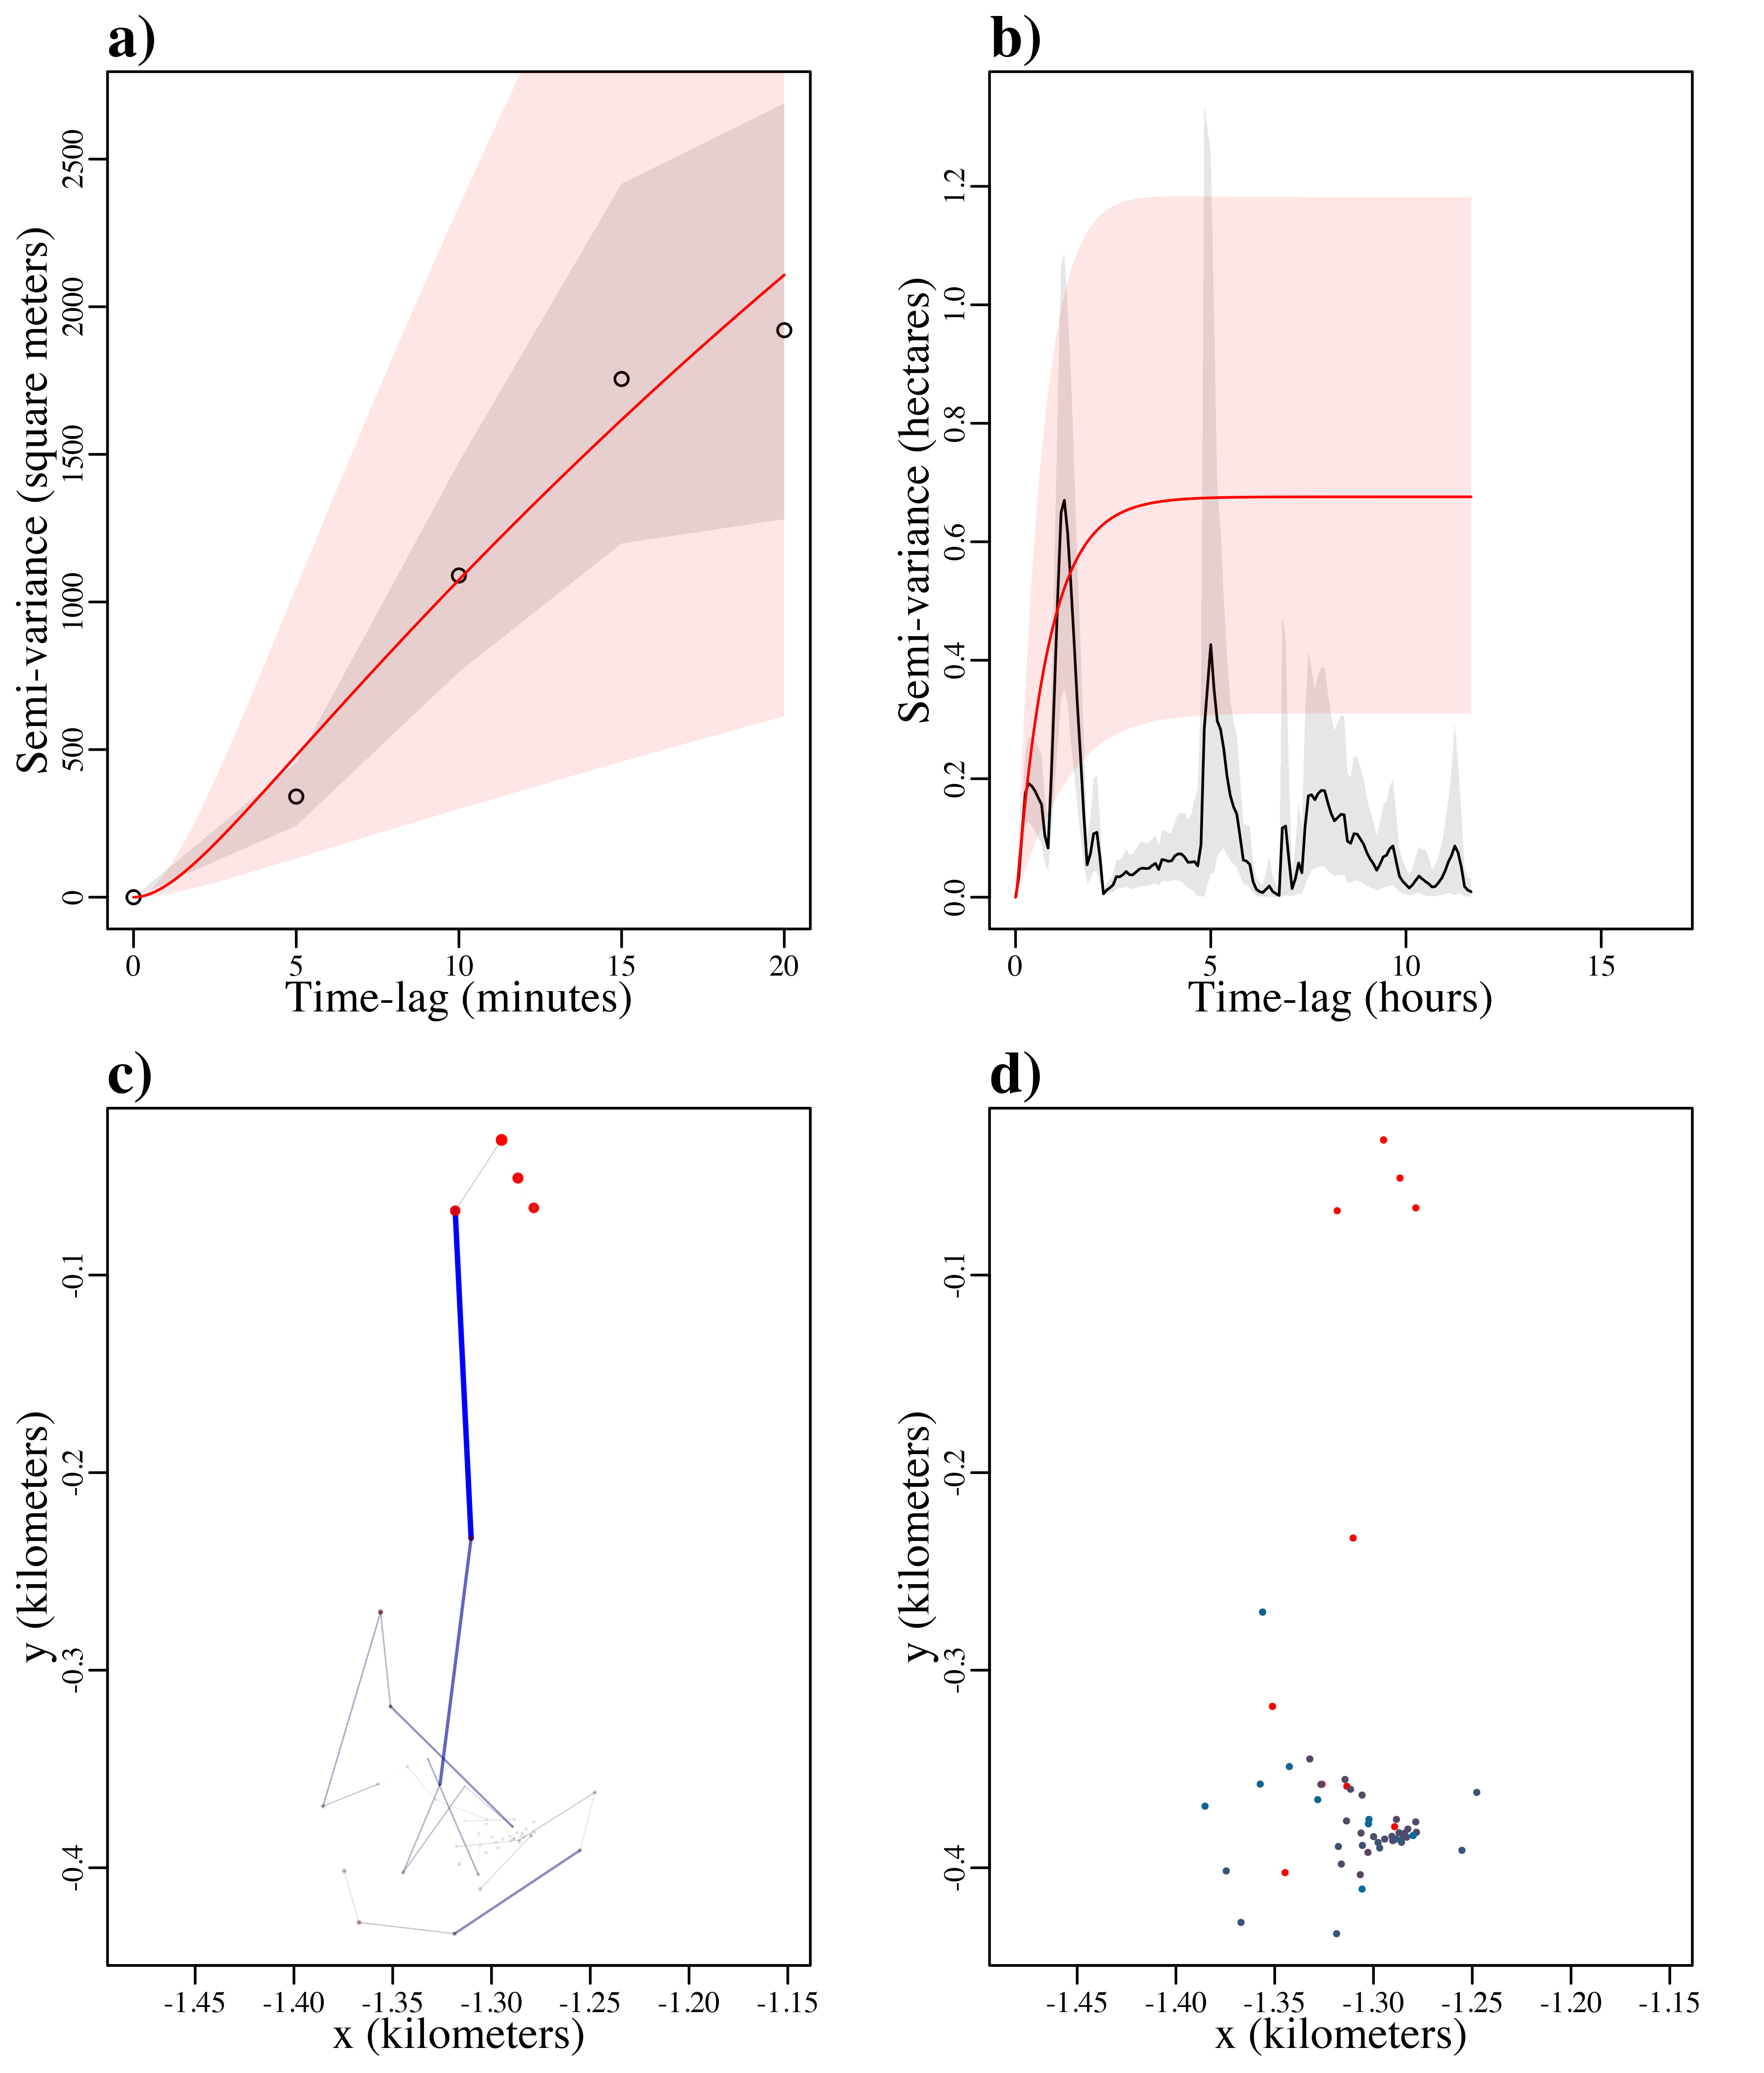 a)
Semi-variance (square meters)
2500
2000
1500
1000
500
0
0 5 10 15 20
Time-lag (minutes)
b)
Semi-variance (hectares)
1.2
1.0
0.8
0.6
0.4
0.2
0.0
0 5 10 15
Time-lag (hours)
c)
y (kilometers)
-0.1
-0.2
-0.3
-0.4
-1.45 -1.40 -1.35 -1.30 -1.25 -1.20 -1.15
x (kilometers)
d)
y (kilometers)
-0.1
-0.2
-0.3
-0.4
-1.45 -1.40 -1.35 -1.30 -1.25 -1.20 -1.15
x (kilometers)